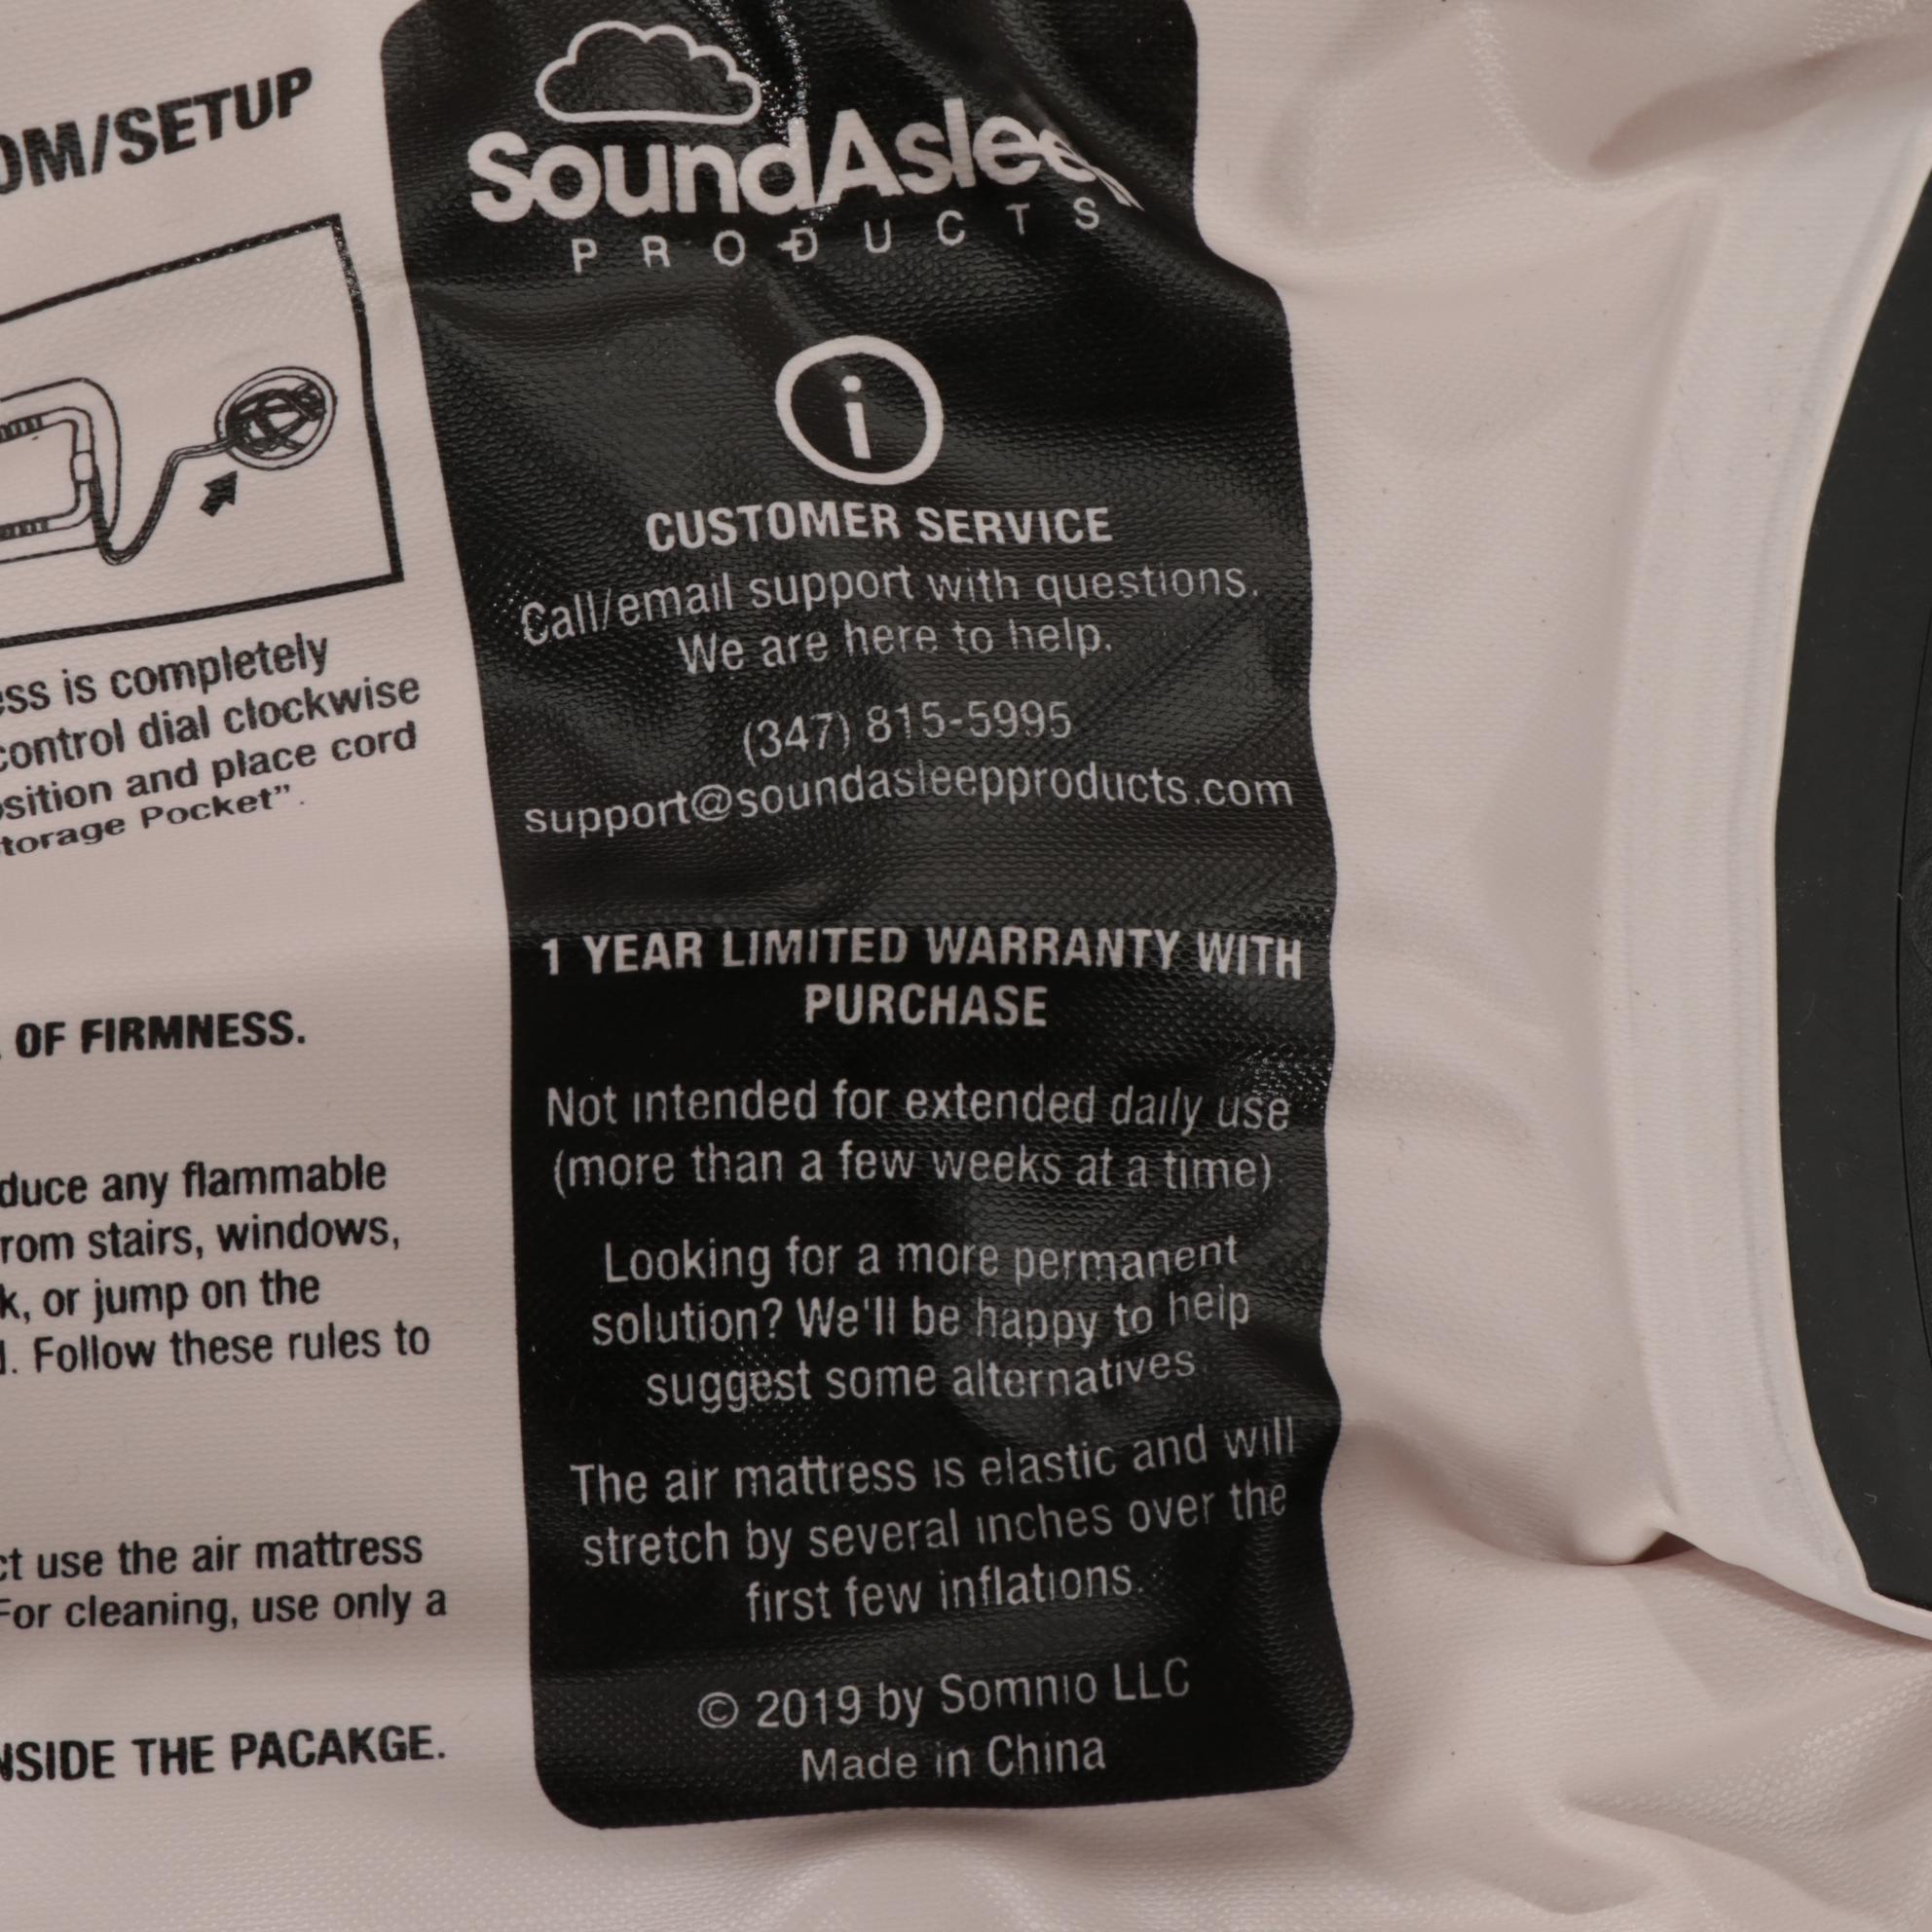 OM/SETUP
ss is completely
control dial clockwise
sition and place cord
torage Pocket".
OF FIRMNESS.
duce any flammable
rom stairs, windows,
k, or jump on the
. Follow these rules to
ct use the air mattress
For cleaning, use only a
NSIDE THE PACAKGE.
SoundAsleep
PRODUCTS
i
CUSTOMER SERVICE
Call/email support with questions.
We are here to help.
(347) 815-5995
support@soundasleepproducts.com
1 YEAR LIMITED WARRANTY WITH
PURCHASE
Not intended for extended daily use
(more than a few weeks at a time)
Looking for a more permanent
solution? We'll be happy to help
suggest some alternatives
The air mattress is elastic and will
stretch by several inches over the
first few inflations.
© 2019 by Somnio LLC
Made in China